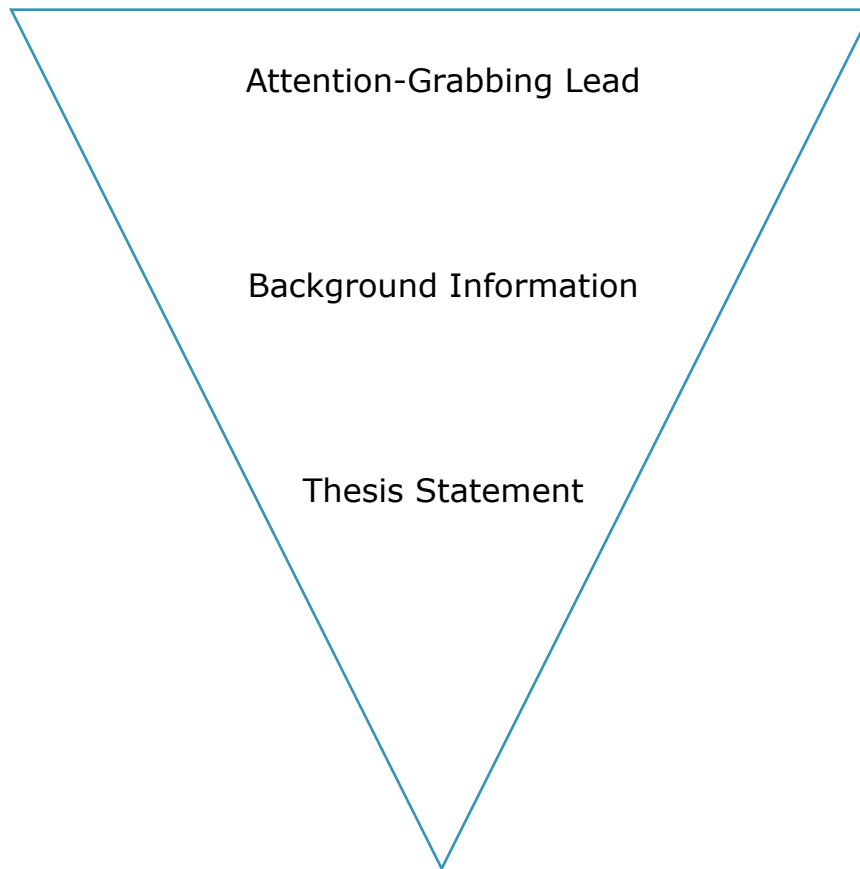 Attention-Grabbing Lead
Background Information
Thesis Statement